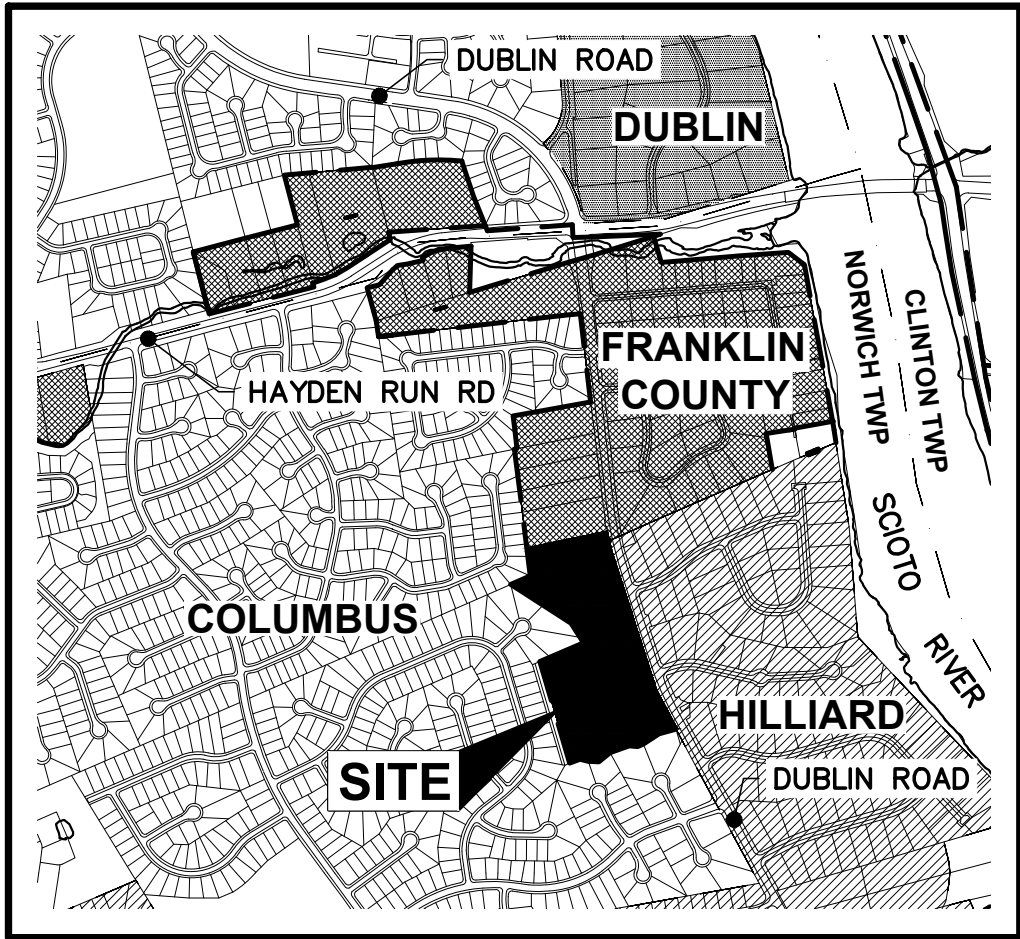 DUBLIN ROAD
DUBLIN
NORWICH TWP
CLINTON TWP
FRANKLIN
COUNTY
HAYDEN RUN RD
SCIOTO
RIVER
COLUMBUS
HILLIARD
SITE
DUBLIN ROAD